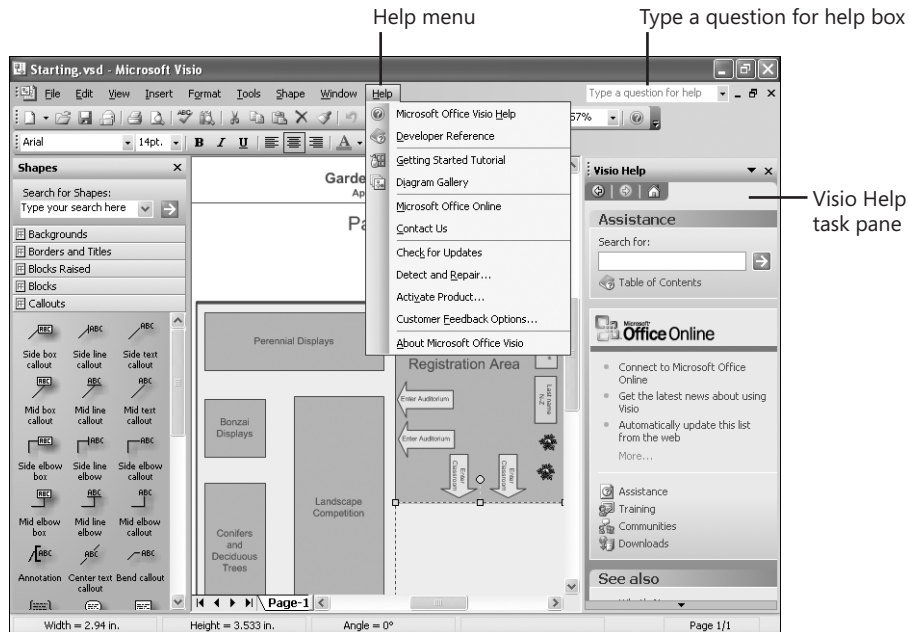 Help menu
Type a question for help box
Starting.vsd - Microsoft Visio
File Edit View Insert Format Tools Shape Window Help
Type a question for help
Arial 14pt. B I U A
57%
Microsoft Office Visio Help
Developer Reference
Getting Started Tutorial
Diagram Gallery
Microsoft Office Online
Contact Us
Check for Updates
Detect and Repair...
Activate Product...
Customer Feedback Options...
About Microsoft Office Visio
Shapes
Search for Shapes:
Type your search here
Backgrounds
Borders and Titles
Blocks Raised
Blocks
Callouts
Side box callout
Side line callout
Side text callout
Mid box callout
Mid line callout
Mid text callout
Side elbow box
Side line elbow
Side elbow callout
Mid elbow box
Mid line elbow
Mid elbow callout
Annotation
Center text callout
Bend callout
Perennial Displays
Bonzai
Displays
Conifers
and
Deciduous
Trees
Landscape
Competition
Registration Area
Enter Auditorium
Enter Auditorium
Last name
N-Z
Enter
Classroom
Enter
Classroom
Page-1
Visio Help
Assistance
Search for:
Table of Contents
Microsoft
Office Online
Connect to Microsoft Office
Online
Get the latest news about using
Visio
Automatically update this list
from the web
More...
Assistance
Training
Communities
Downloads
See also
Visio Help
task pane
Width = 2.94 in. Height = 3.533 in. Angle = 0° Page 1/1